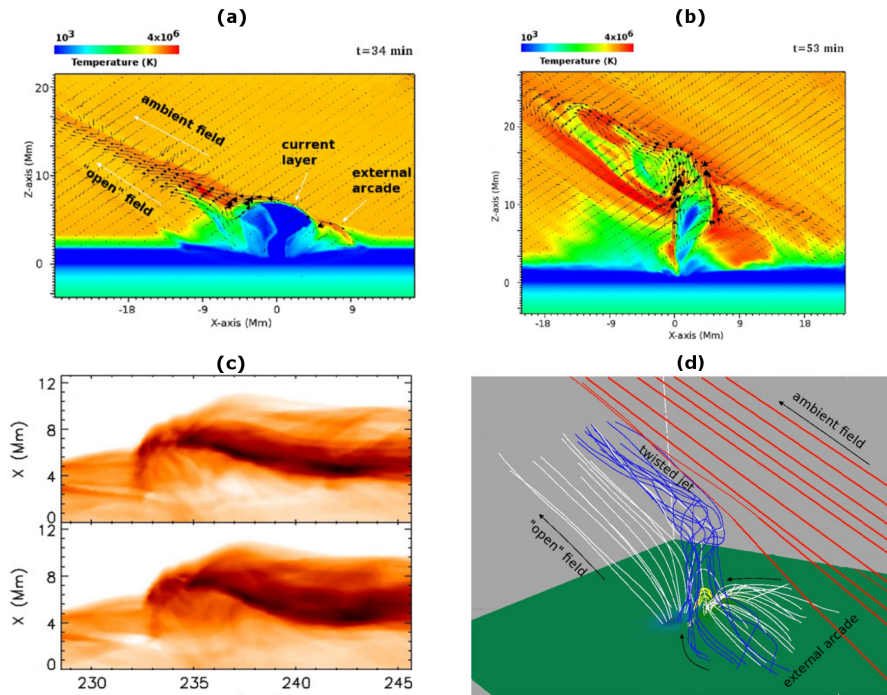 (a)
10³ 4x10⁶
Temperature (K)
t=34 min
20
10
0
Z-axis (Mm)
-18 -9 0 9
X-axis (Mm)
ambient field
"open" field
current
layer
external
arcade
(b)
10³ 4x10⁶
Temperature (K)
t=53 min
20
10
0
Z-axis (Mm)
-18 -9 0 9 18
X-axis (Mm)
(c)
12
8
4
0
X (Mm)
12
8
4
0
X (Mm)
230 235 240 245
(d)
ambient field
twisted jet
"open" field
external arcade